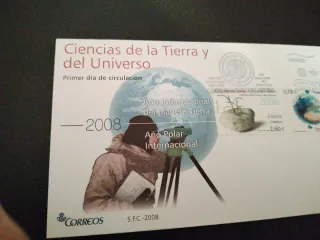 Ciencias de la Tierra y
del Universo
Primer día de circulación
Año Internacional
del planeta Tierra
2008
Año Polar
Internacional
CORREOS
S.F.C.-2008